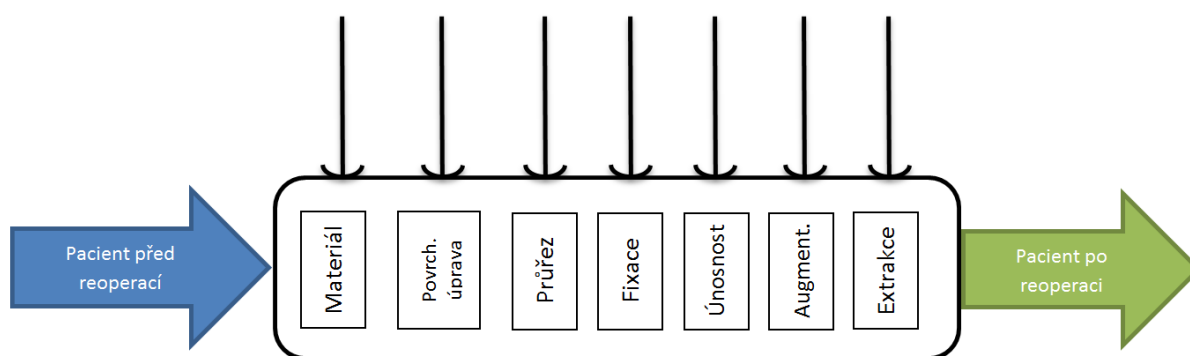 Pacient před
reoperací
Materiál
Povrch.
úprava
Průřez
Fixace
Únosnost
Augment.
Extrakce
Pacient po
reoperaci